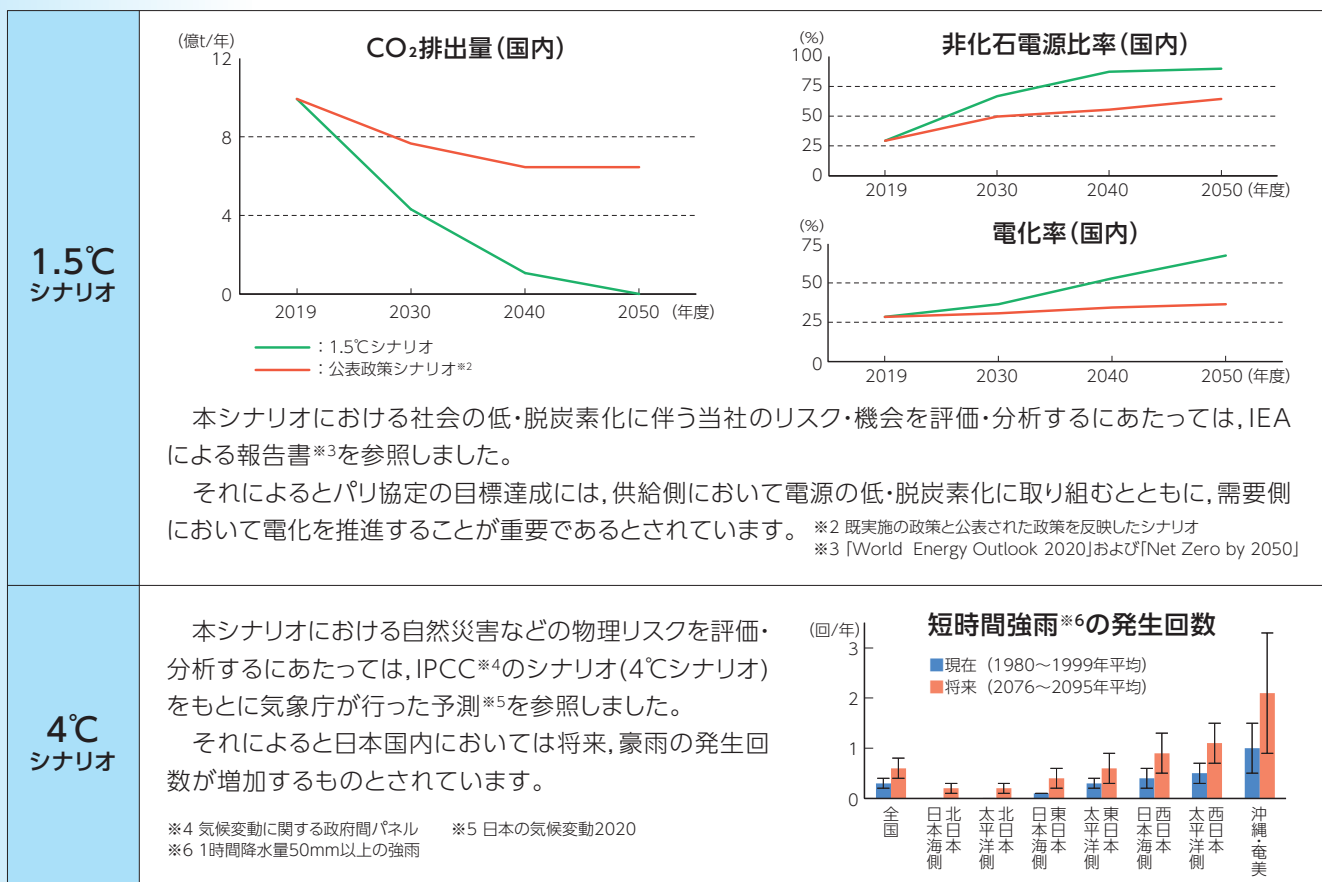 1.5℃
シナリオ
CO₂排出量（国内）
（億t/年）
12
8
4
0
2019 2030 2040 2050（年度）
：1.5℃シナリオ
：公表政策シナリオ※2
非化石電源比率（国内）
（%）
100
75
50
25
0
2019 2030 2040 2050（年度）
電化率（国内）
（%）
75
50
25
0
2019 2030 2040 2050（年度）
本シナリオにおける社会の低・脱炭素化に伴う当社のリスク・機会を評価・分析するにあたっては，IEA
による報告書※3を参照しました。
それによるとパリ協定の目標達成には，供給側において電源の低・脱炭素化に取り組むとともに，需要側
において電化を推進することが重要であるとされています。
※2 既実施の政策と公表された政策を反映したシナリオ
※3 「World Energy Outlook 2020」および「Net Zero by 2050」
4℃
シナリオ
本シナリオにおける自然災害などの物理リスクを評価・
分析するにあたっては，IPCC※4のシナリオ（4℃シナリオ）
をもとに気象庁が行った予測※5を参照しました。
それによると日本国内においては将来，豪雨の発生回
数が増加するものとされています。
※4 気候変動に関する政府間パネル ※5 日本の気候変動2020
※6 1時間降水量50mm以上の強雨
短時間強雨※6の発生回数
（回/年）
3
2
1
0
現在（1980～1999年平均）
将来（2076～2095年平均）
全国
北日本
日本海側
北日本
太平洋側
東日本
日本海側
東日本
太平洋側
西日本
日本海側
西日本
太平洋側
沖縄・奄美